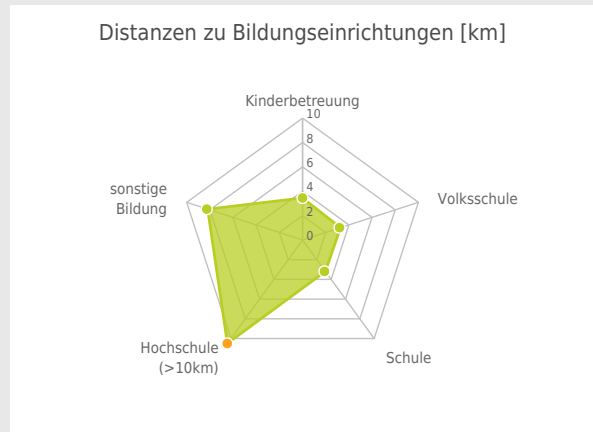 Distanzen zu Bildungseinrichtungen [km]
Kinderbetreuung
10
8
6
4
2
0
Volksschule
Schule
Hochschule
(>10km)
sonstige
Bildung